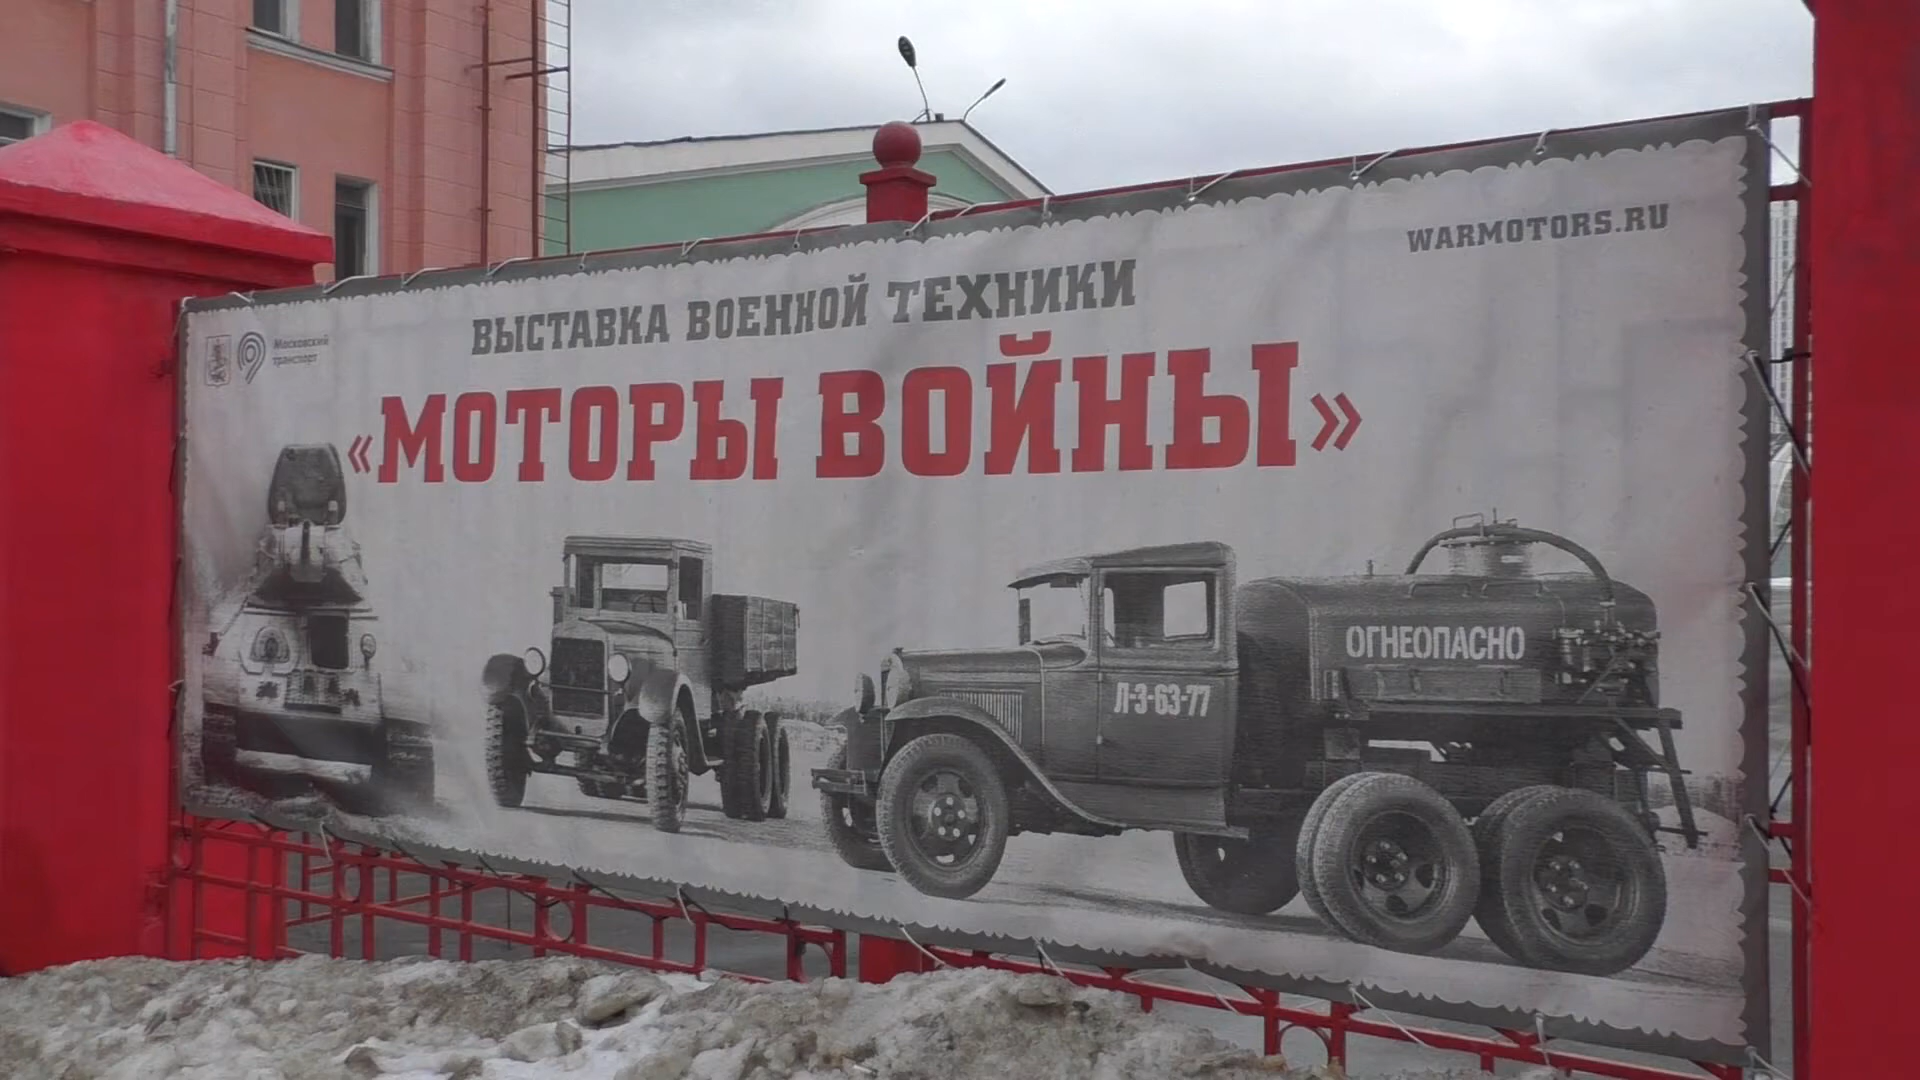 WARMOTORS.RU
Московский
транспорт
ВЫСТАВКА ВОЕННОЙ ТЕХНИКИ
«МОТОРЫ ВОЙНЫ»
ОГНЕОПАСНО
Л-3-63-77